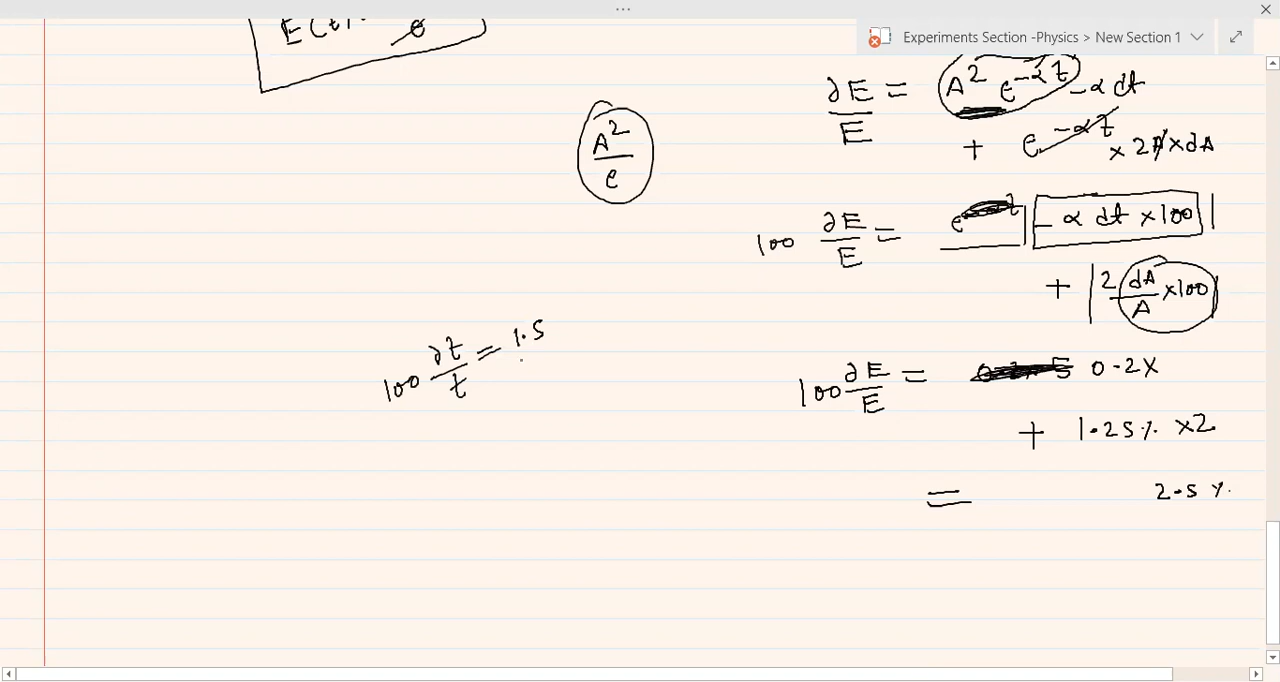 ...
Experiments Section -Physics > New Section 1
E(t)
e
∂E/E = A² e^-αt -α dt
+ e^-αt × 2A × dA
A²/e
100 ∂E/E = e | - α dt ×100 |
+ | 2 dA/A ×100 |
100 ∂t/t = 1.5
100 ∂E/E = 0.2×
+ 1.25% ×2
= 2.5 %